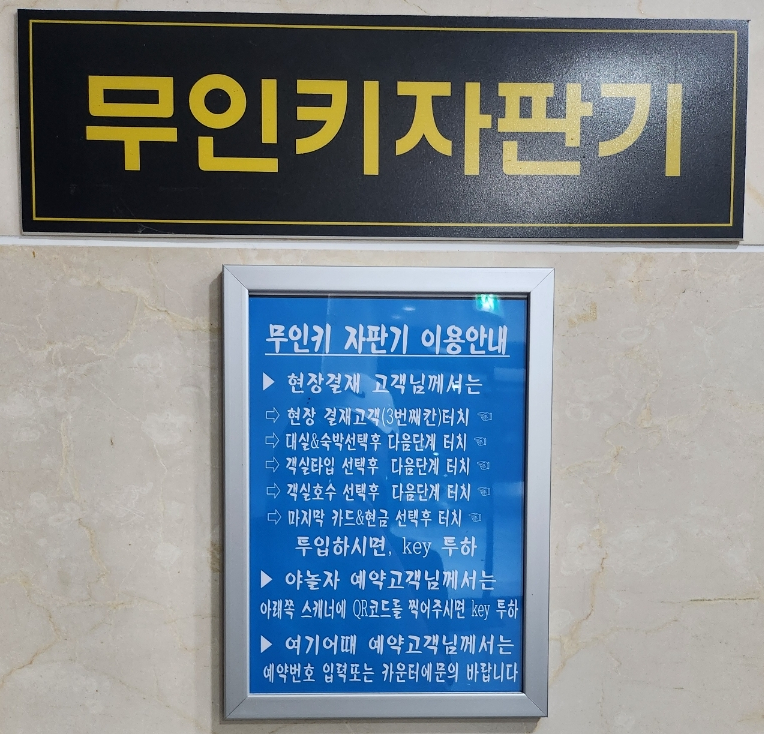 무인키자판기
무인키 자판기 이용안내
▶ 현장결재 고객님께서는
⇨ 현장 결재고객(3번째칸)터치 ☜
⇨ 대실&숙박선택후 다음단계 터치 ☜
⇨ 객실타입 선택후 다음단계 터치 ☜
⇨ 객실호수 선택후 다음단계 터치 ☜
⇨ 마지막 카드&현금 선택후 터치 ☜
투입하시면, key 투하
▶ 야놀자 예약고객님께서는
아래쪽 스케너에 QR코드를 찍어주시면 key 투하
▶ 여기어때 예약고객님께서는
예약번호 입력또는 카운터에문의 바랍니다